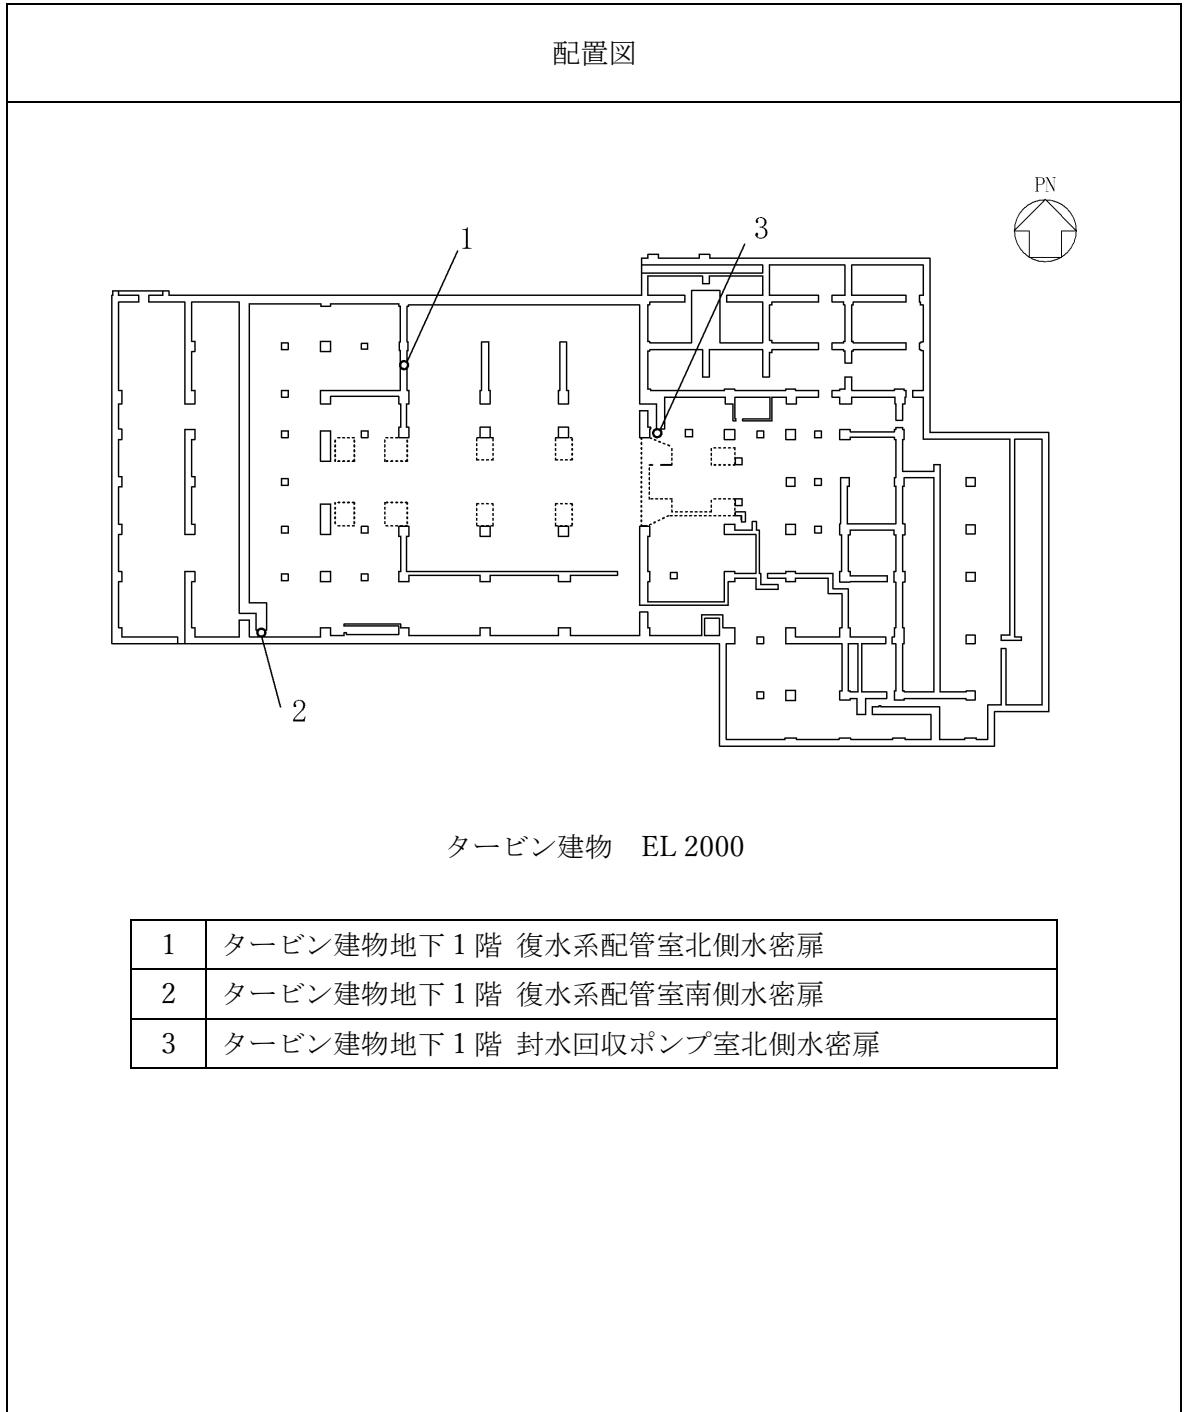 配置図
PN
1
3
2
タービン建物　EL 2000
1 タービン建物地下1階 復水系配管室北側水密扉
2 タービン建物地下1階 復水系配管室南側水密扉
3 タービン建物地下1階 封水回収ポンプ室北側水密扉